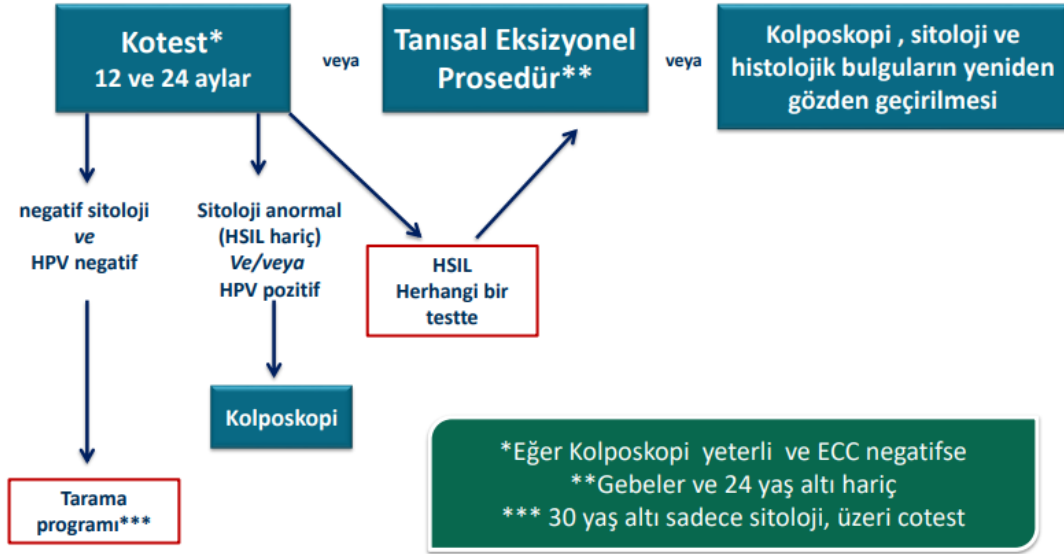 Kotest*
12 ve 24 aylar
veya
Tanısal Eksizyonel
Prosedür**
veya
Kolposkopi , sitoloji ve
histolojik bulguların yeniden
gözden geçirilmesi
negatif sitoloji
ve
HPV negatif
Sitoloji anormal
(HSIL hariç)
Ve/veya
HPV pozitif
HSIL
Herhangi bir
testte
Kolposkopi
Tarama
programı***
*Eğer Kolposkopi yeterli ve ECC negatifse
**Gebeler ve 24 yaş altı hariç
*** 30 yaş altı sadece sitoloji, üzeri cotest